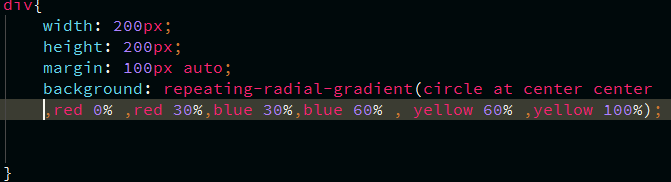 div{
width: 200px;
height: 200px;
margin: 100px auto;
background: repeating-radial-gradient(circle at center center
,red 0% ,red 30%,blue 30%,blue 60% , yellow 60% ,yellow 100%);
}